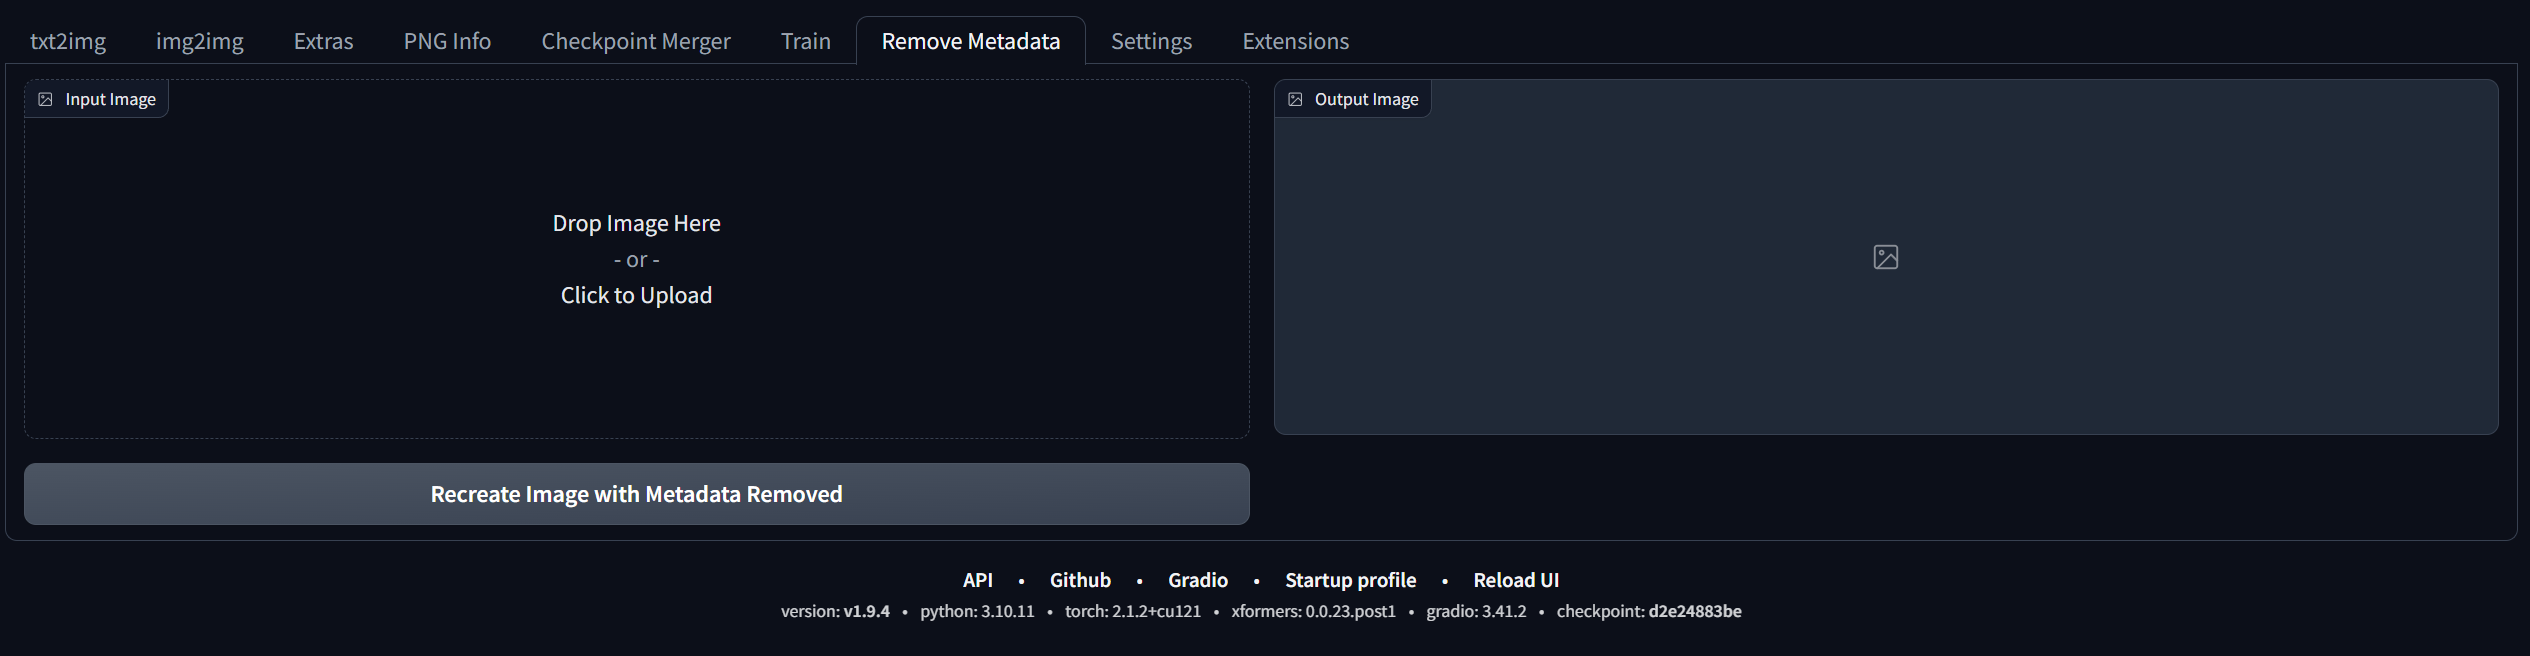 txt2img img2img Extras PNG Info Checkpoint Merger Train Remove Metadata Settings Extensions
Input Image
Drop Image Here
- or -
Click to Upload
Recreate Image with Metadata Removed
Output Image
API • Github • Gradio • Startup profile • Reload UI
version: v1.9.4 • python: 3.10.11 • torch: 2.1.2+cu121 • xformers: 0.0.23.post1 • gradio: 3.41.2 • checkpoint: d2e24883be